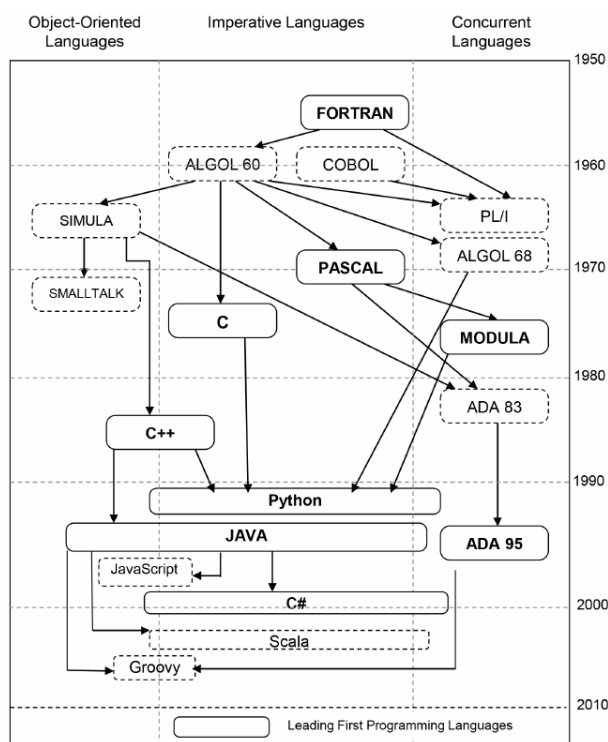 Object-Oriented
Languages
Imperative Languages
Concurrent
Languages
1950
FORTRAN
ALGOL 60
COBOL
1960
SIMULA
PL/I
ALGOL 68
PASCAL
1970
SMALLTALK
C
MODULA
1980
ADA 83
C++
1990
Python
JAVA
ADA 95
JavaScript
C#
2000
Scala
Groovy
2010
Leading First Programming Languages